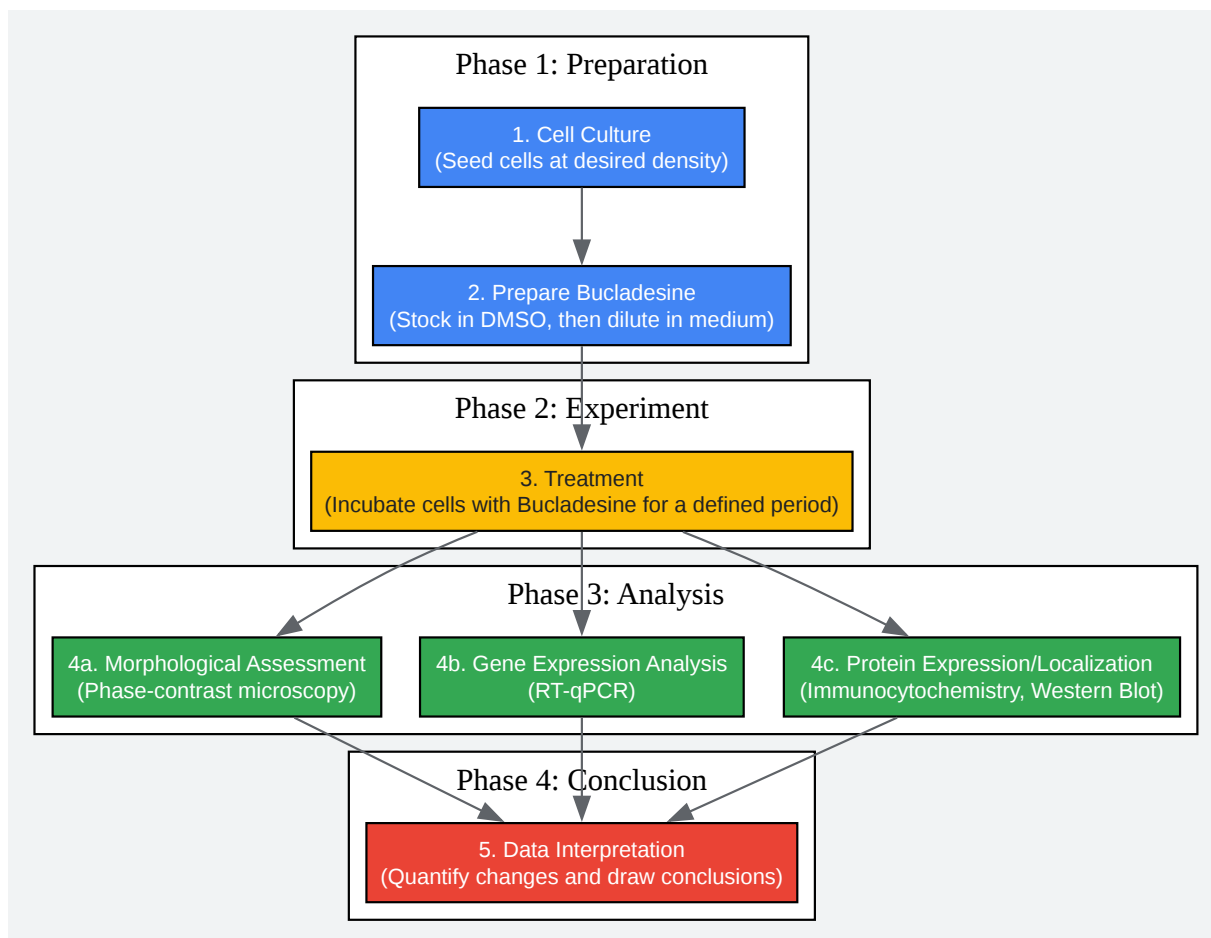 Phase 1: Preparation
1. Cell Culture
(Seed cells at desired density)
2. Prepare Bucladesine
(Stock in DMSO, then dilute in medium)
Phase 2: Experiment
3. Treatment
(Incubate cells with Bucladesine for a defined period)
Phase 3: Analysis
4a. Morphological Assessment
(Phase-contrast microscopy)
4b. Gene Expression Analysis
(RT-qPCR)
4c. Protein Expression/Localization
(Immunocytochemistry, Western Blot)
Phase 4: Conclusion
5. Data Interpretation
(Quantify changes and draw conclusions)